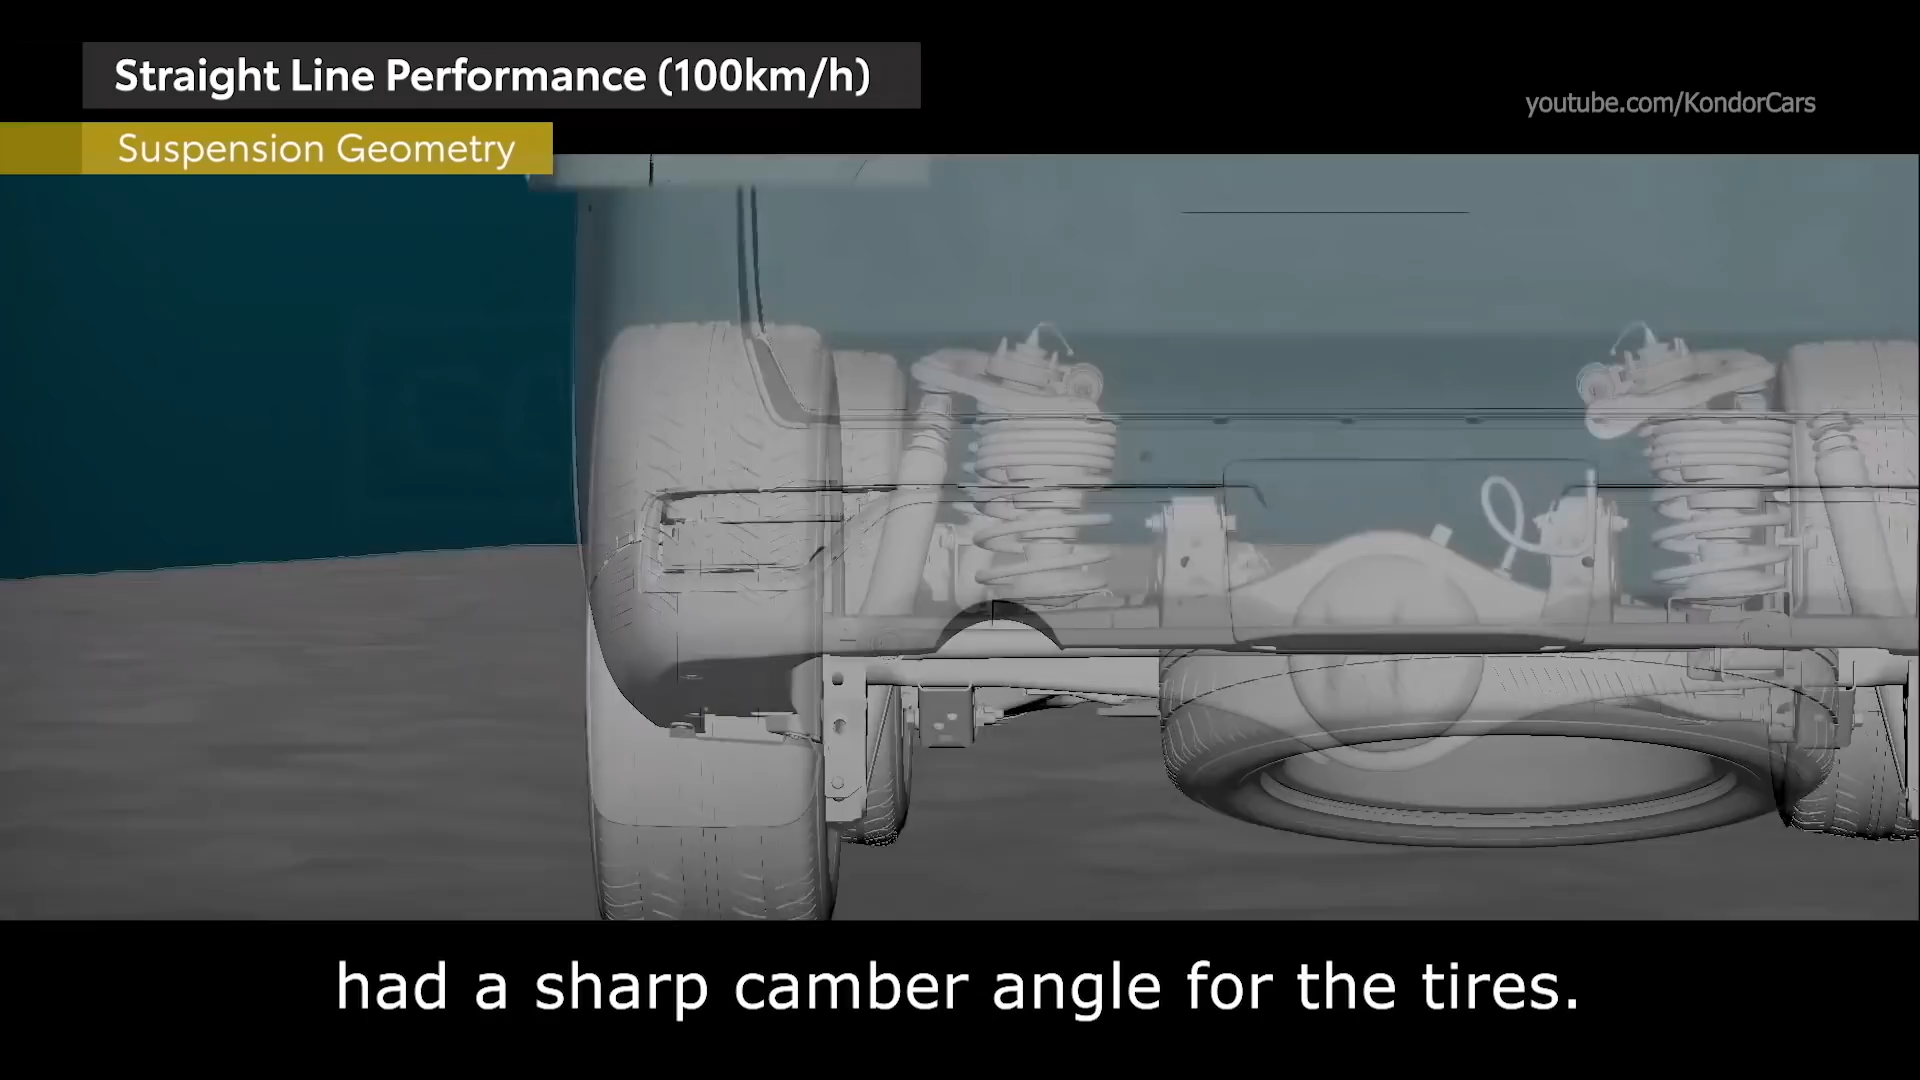 Straight Line Performance (100km/h)
youtube.com/KondorCars
Suspension Geometry
had a sharp camber angle for the tires.